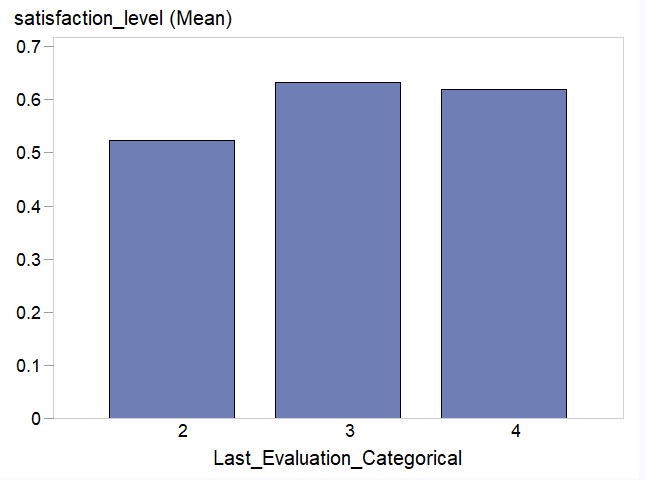 satisfaction_level (Mean)
0.7
0.6
0.5
0.4
0.3
0.2
0.1
0
2 3 4
Last_Evaluation_Categorical